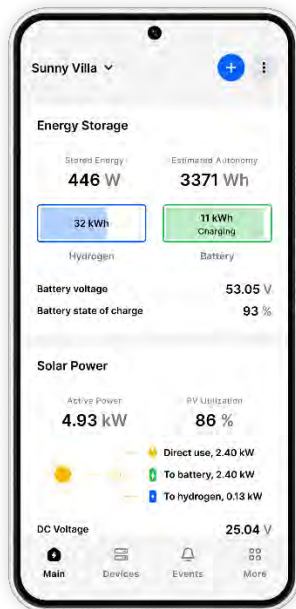 Sunny Villa
Energy Storage
Stored Energy Estimated Autonomy
446 W 3371 Wh
32 kWh 11 kWh
Charging
Hydrogen Battery
Battery voltage 53.05 V
Battery state of charge 93 %
Solar Power
Active Power PV Utilization
4.93 kW 86 %
Direct use, 2.40 kW
To battery, 2.40 kW
To hydrogen, 0.13 kW
DC Voltage 25.04 V
Main Devices Events More